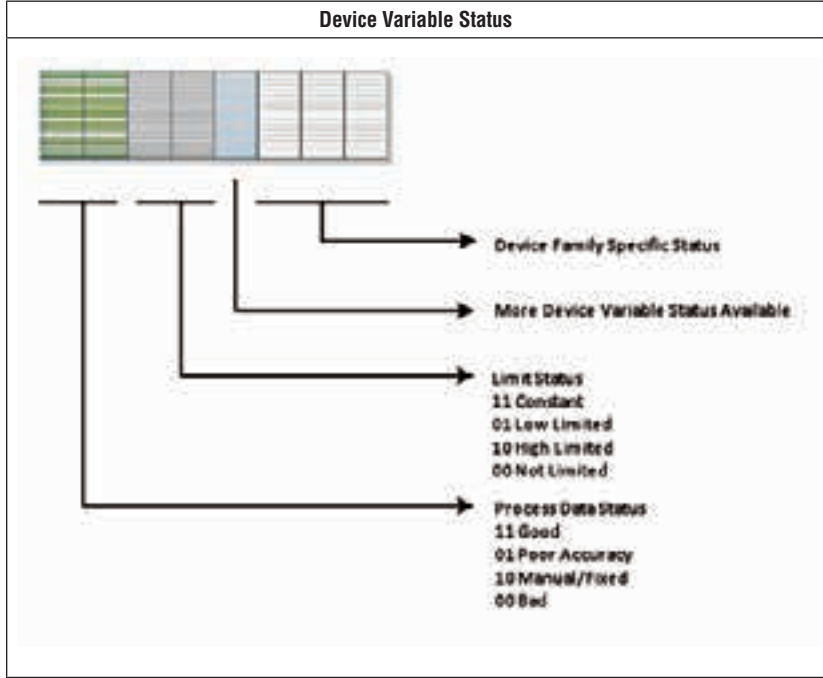 Device Variable Status
Device Family Specific Status
More Device Variable Status Available
Limit Status
11 Constant
01 Low Limited
10 High Limited
00 Not Limited
Process Data Status
11 Good
01 Poor Accuracy
10 Manual/Fixed
00 Bad